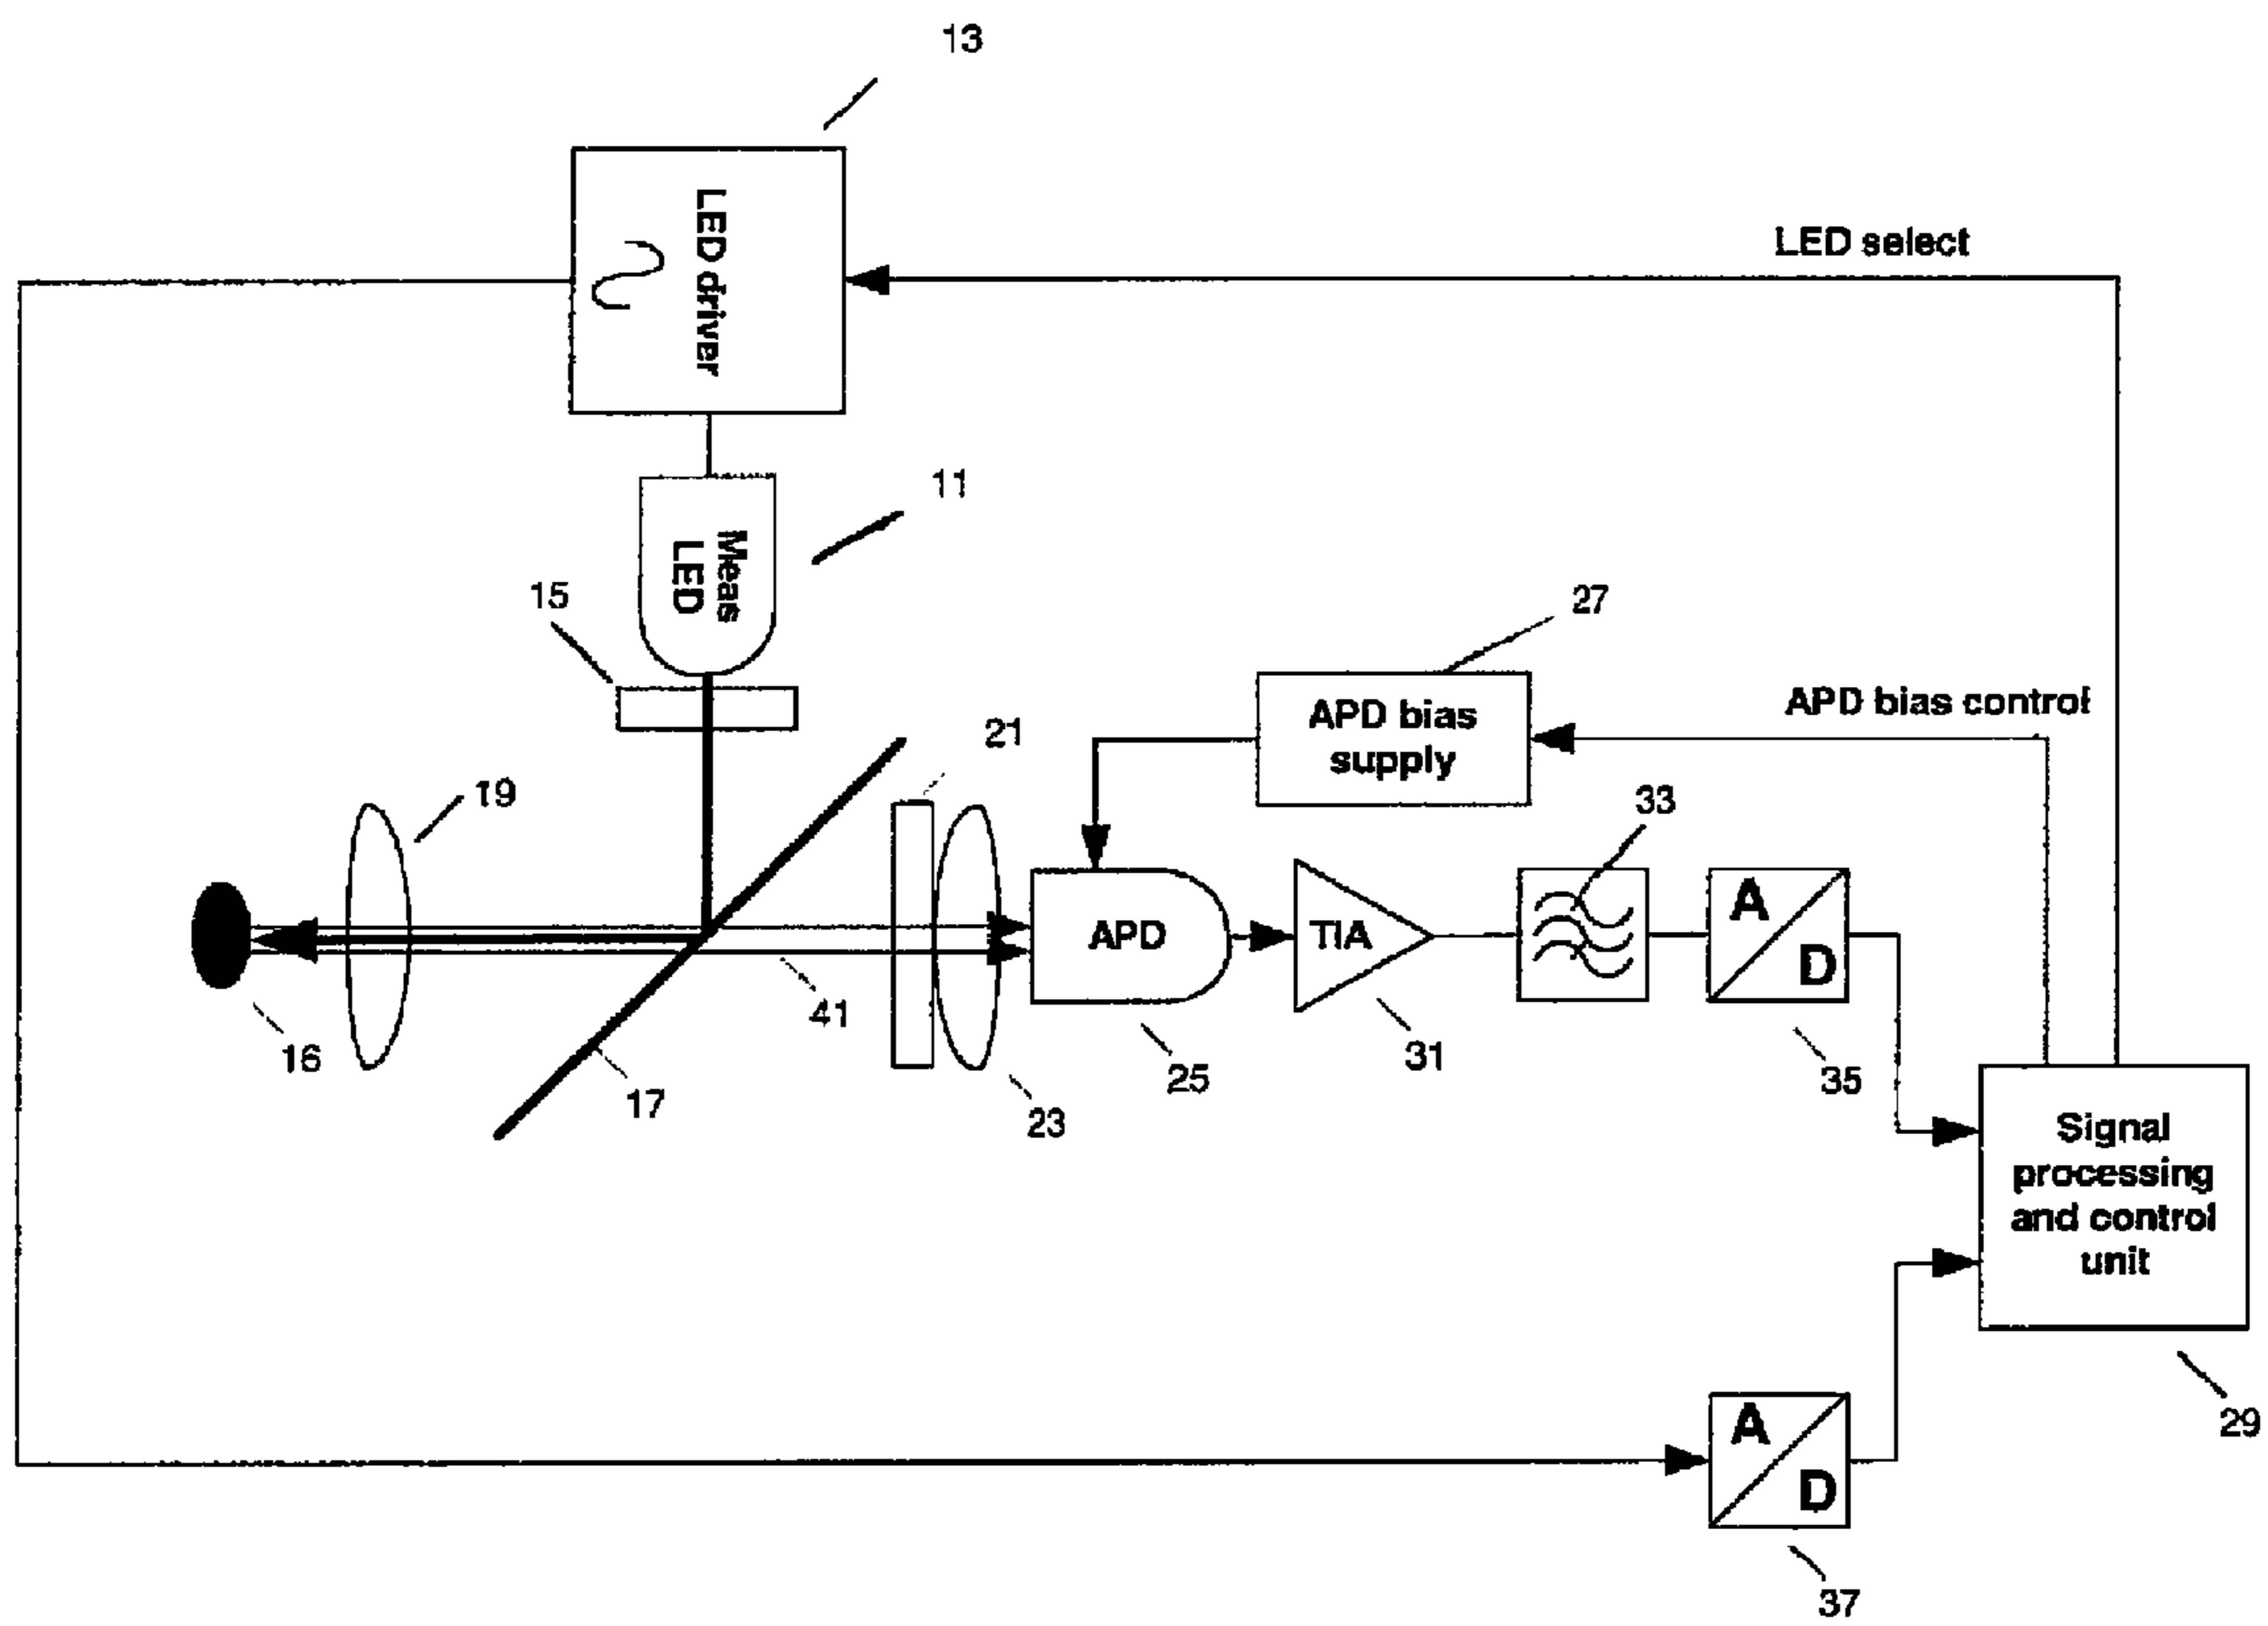 13
LED driver
LED select
11
Meas
LED
15
27
APD bias
supply
APD bias control
21
19
33
APD
TIA
A
D
16
17
41
23
25
31
35
Signal
processing
and control
unit
29
A
D
37